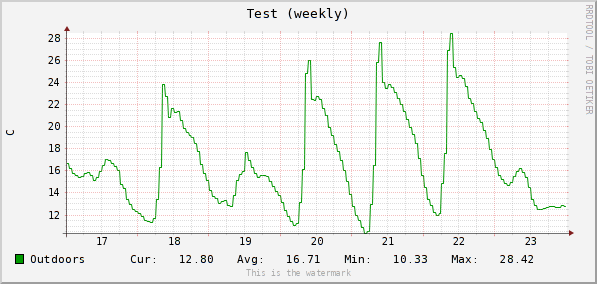 Test (weekly)
RRDTOOL / TOBI OETIKER
C
28
26
24
22
20
18
16
14
12
17 18 19 20 21 22 23
Outdoors Cur: 12.80 Avg: 16.71 Min: 10.33 Max: 28.42
This is the watermark